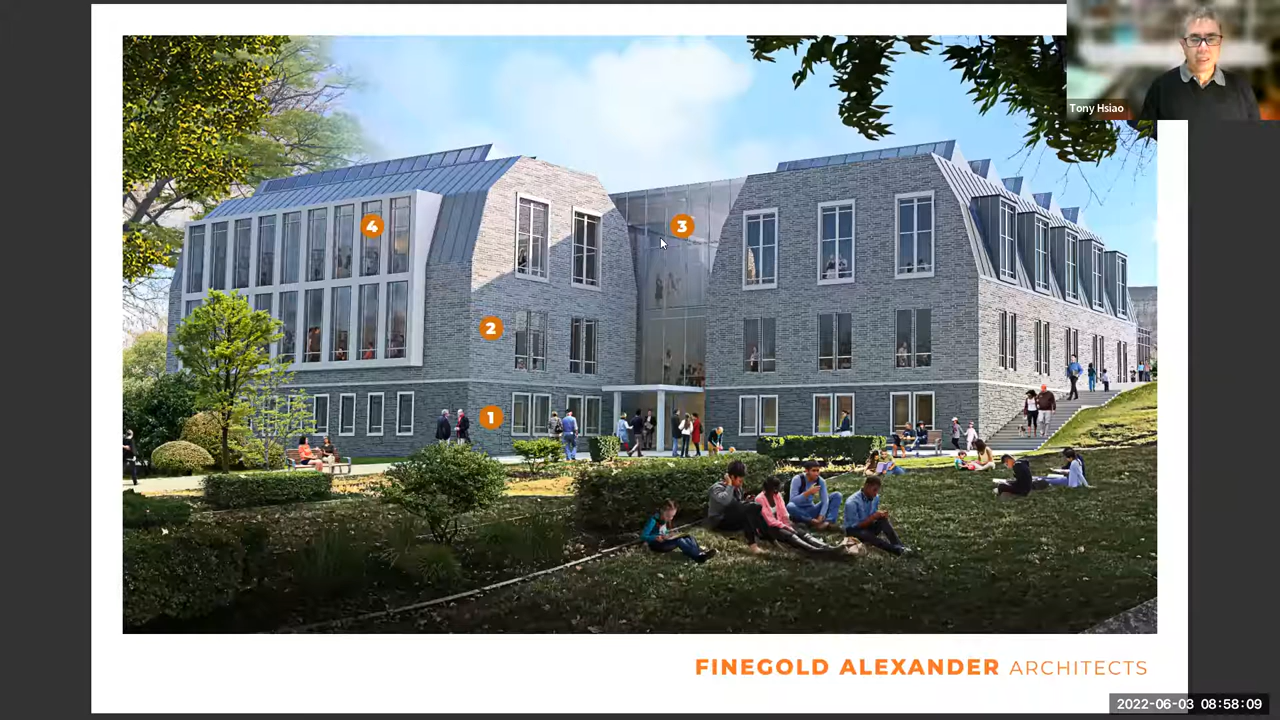 Tony Hsiao
4
3
2
1
FINEGOLD ALEXANDER ARCHITECTS
2022-06-03 08:58:09